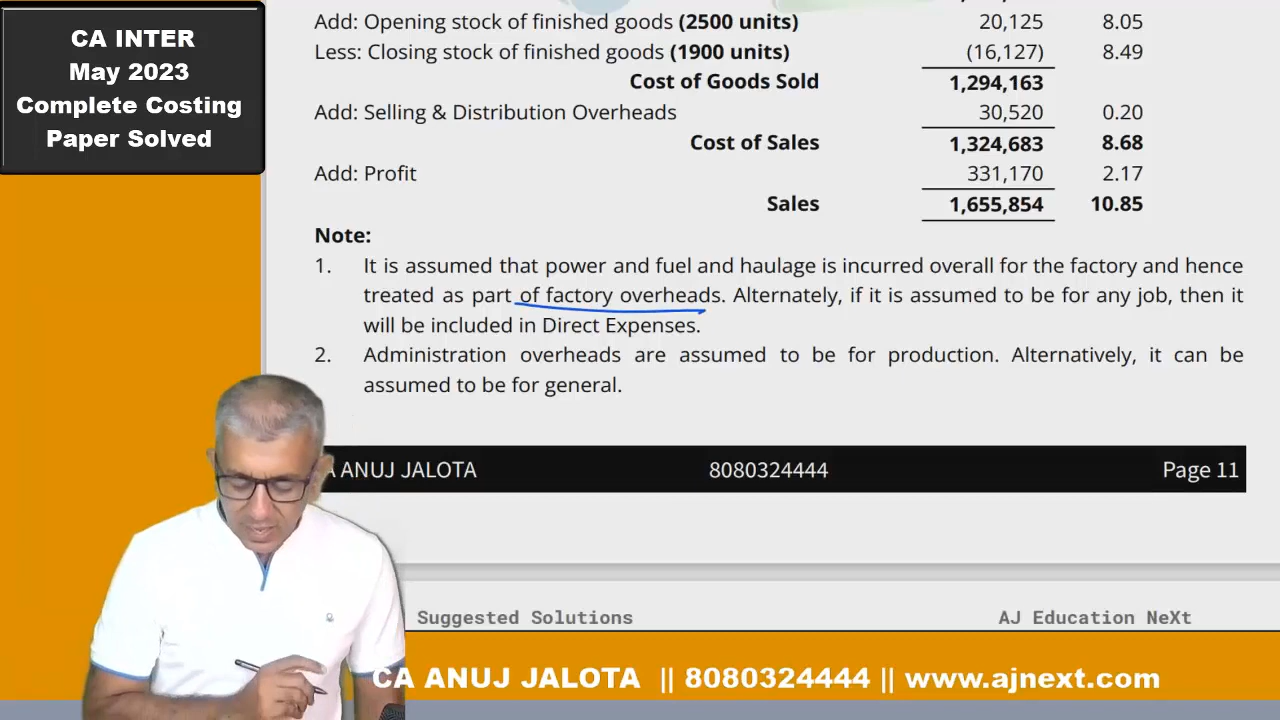 CA INTER
May 2023
Complete Costing
Paper Solved
Add: Opening stock of finished goods (2500 units) 20,125 8.05
Less: Closing stock of finished goods (1900 units) (16,127) 8.49
Cost of Goods Sold 1,294,163
Add: Selling & Distribution Overheads 30,520 0.20
Cost of Sales 1,324,683 8.68
Add: Profit 331,170 2.17
Sales 1,655,854 10.85
Note:
1. It is assumed that power and fuel and haulage is incurred overall for the factory and hence
treated as part of factory overheads. Alternately, if it is assumed to be for any job, then it
will be included in Direct Expenses.
2. Administration overheads are assumed to be for production. Alternatively, it can be
assumed to be for general.
A ANUJ JALOTA 8080324444 Page 11
Suggested Solutions AJ Education NeXt
CA ANUJ JALOTA || 8080324444 || www.ajnext.com